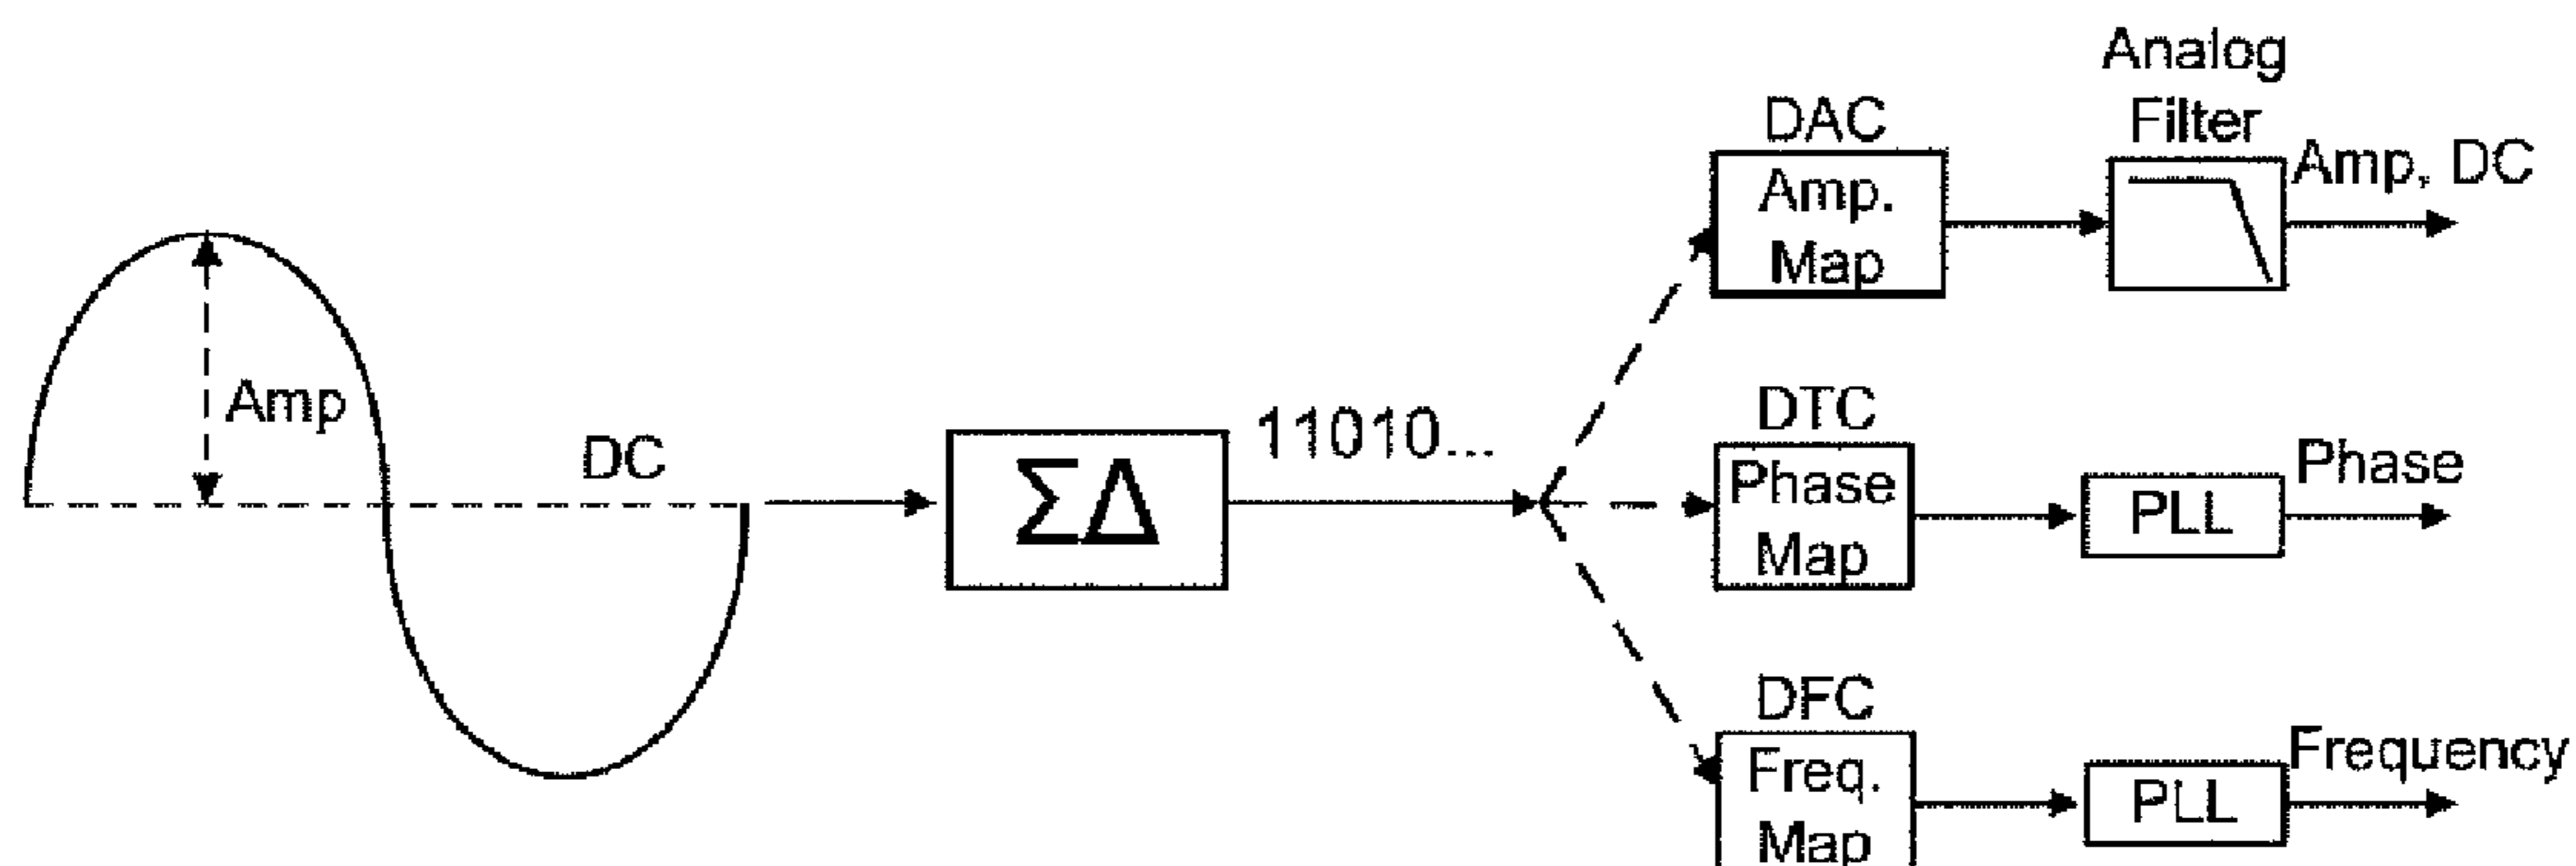 Amp
DC
ΣΔ
11010...
DAC
Amp.
Map
Analog
Filter
Amp, DC
DTC
Phase
Map
PLL
Phase
DFC
Freq.
Map
PLL
Frequency